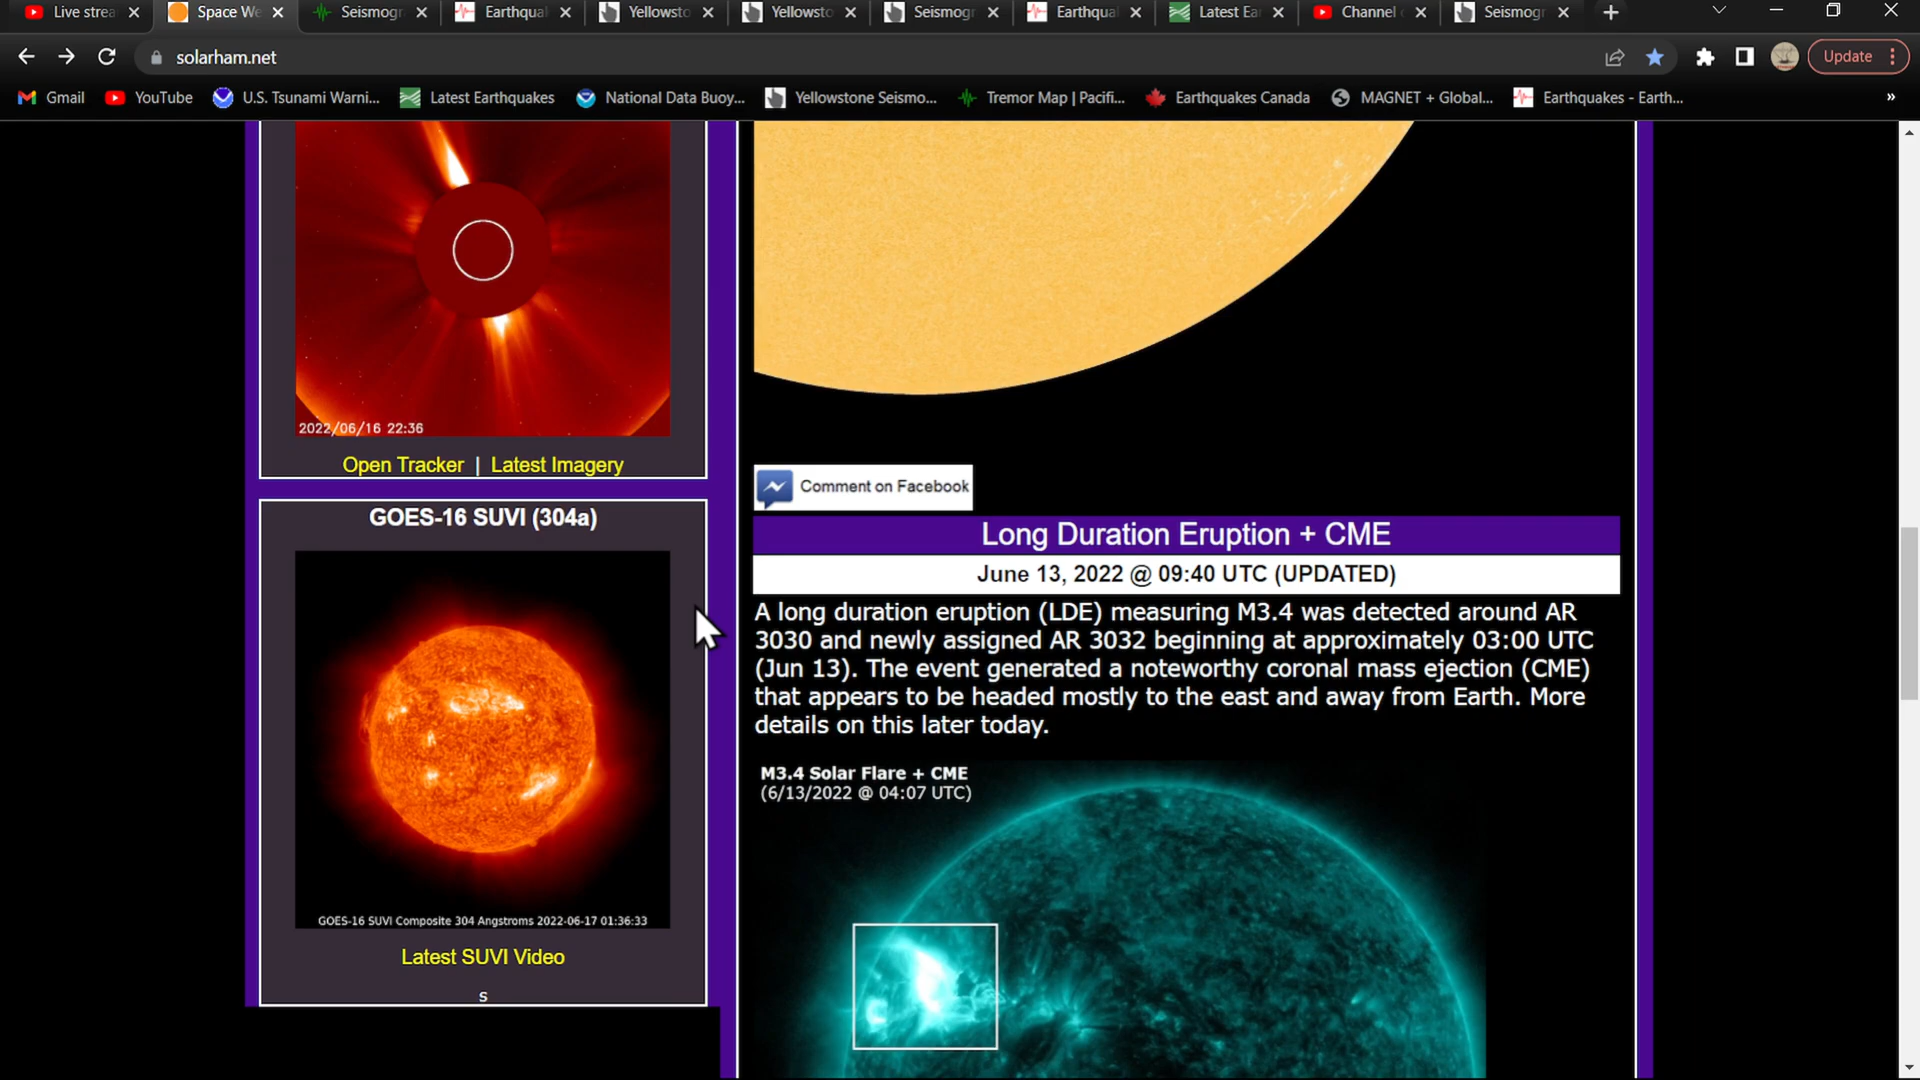 Live strea
Space We
Seismogr
Earthqual
Yellowsto
Yellowsto
Seismogr
Earthqual
Latest Ea
Channel
Seismogr
solarham.net
Update
Gmail
YouTube
U.S. Tsunami Warni...
Latest Earthquakes
National Data Buoy...
Yellowstone Seismo...
Tremor Map | Pacifi...
Earthquakes Canada
MAGNET + Global...
Earthquakes - Earth...
»
2022/06/16 22:36
Open Tracker | Latest Imagery
GOES-16 SUVI (304a)
GOES-16 SUVI Composite 304 Angstroms 2022-06-17 01:36:33
Latest SUVI Video
s
Comment on Facebook
Long Duration Eruption + CME
June 13, 2022 @ 09:40 UTC (UPDATED)
A long duration eruption (LDE) measuring M3.4 was detected around AR
3030 and newly assigned AR 3032 beginning at approximately 03:00 UTC
(Jun 13). The event generated a noteworthy coronal mass ejection (CME)
that appears to be headed mostly to the east and away from Earth. More
details on this later today.
M3.4 Solar Flare + CME
(6/13/2022 @ 04:07 UTC)